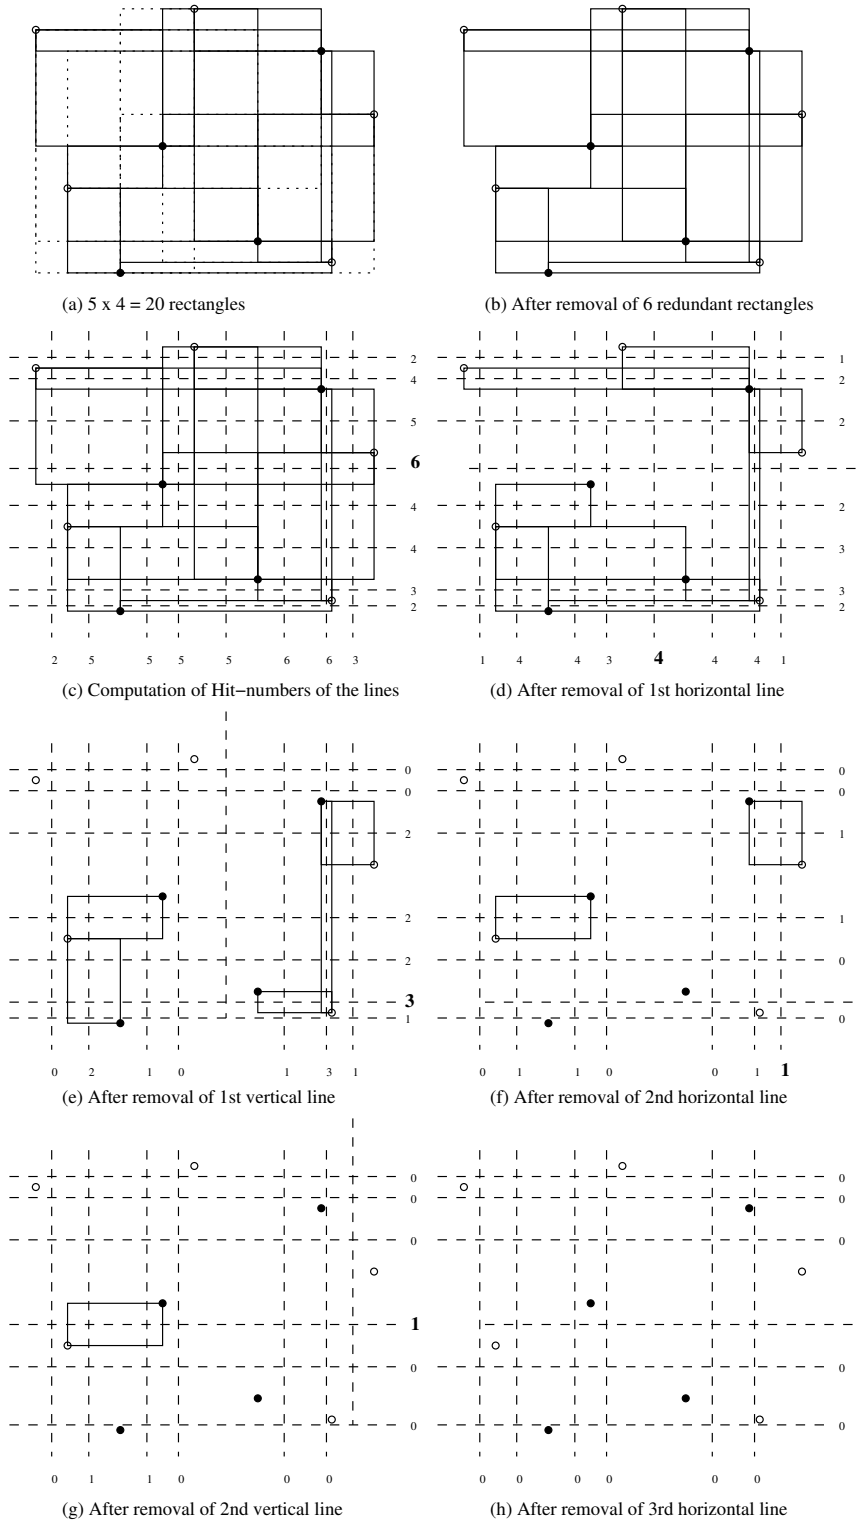 (a) 5 x 4 = 20 rectangles
(b) After removal of 6 redundant rectangles
2
4
5
6
4
4
3
2
2 5 5 5 5 6 6 3
(c) Computation of Hit−numbers of the lines
1
2
2
2
3
3
2
1 4 4 3 4 4 4 1
(d) After removal of 1st horizontal line
0
0
2
2
2
3
1
0 2 1 0 1 3 1
(e) After removal of 1st vertical line
0
0
1
1
0
0
0 1 1 0 0 1 1
(f) After removal of 2nd horizontal line
0
0
0
1
0
0
0 1 1 0 0 0
(g) After removal of 2nd vertical line
0
0
0
0
0
0 0 0 0 0 0
(h) After removal of 3rd horizontal line